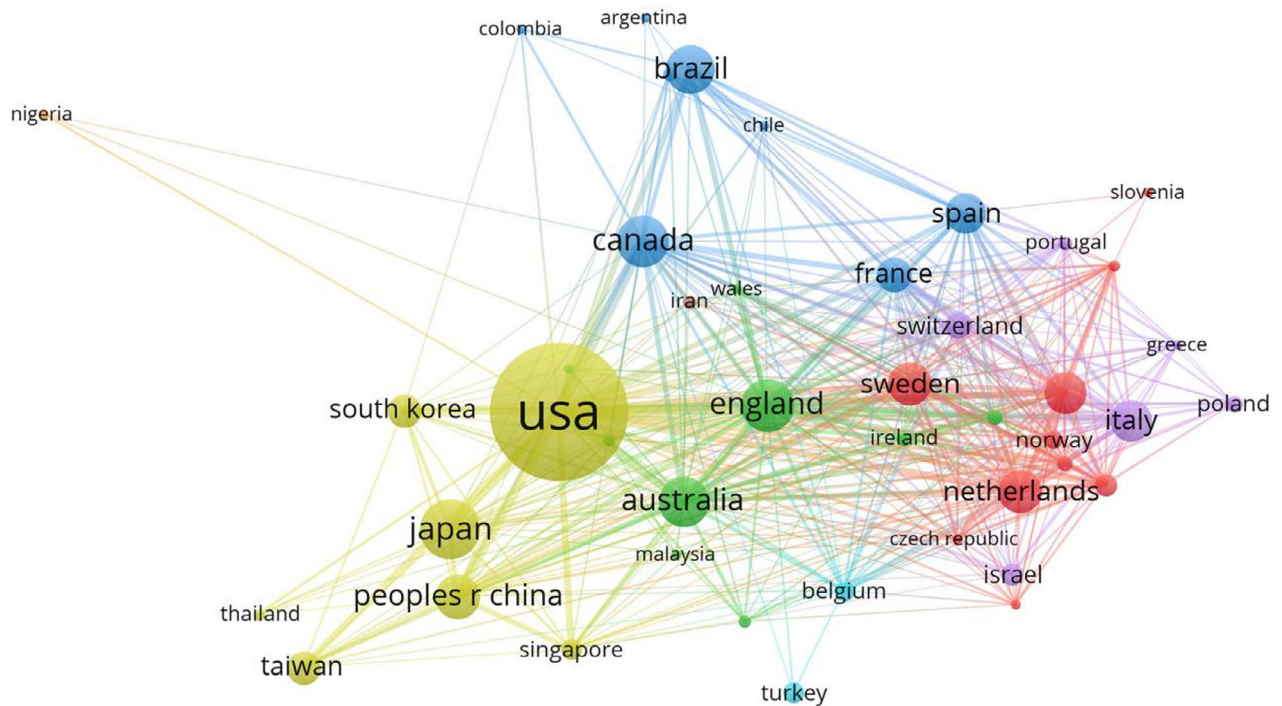 argentina
colombia
brazil
nigeria
chile
slovenia
spain
canada
portugal
france
wales
iran
switzerland
greece
sweden
usa
england
south korea
poland
italy
ireland
norway
netherlands
australia
japan
czech republic
malaysia
israel
belgium
peoples r china
thailand
singapore
taiwan
turkey